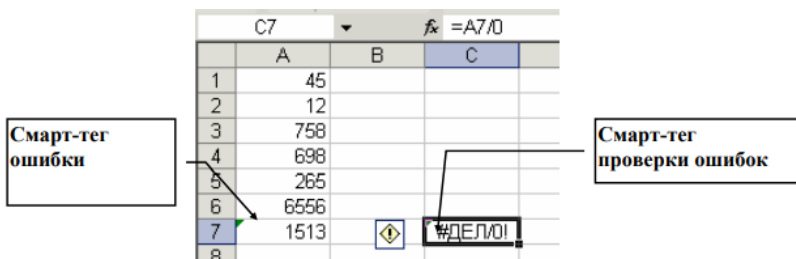 C7 fx =A7/0
A B C
1 45
2 12
3 758
4 698
5 265
6 6556
7 1513 #ДЕЛ/0!
8
Смарт-тег
ошибки
Смарт-тег
проверки ошибок